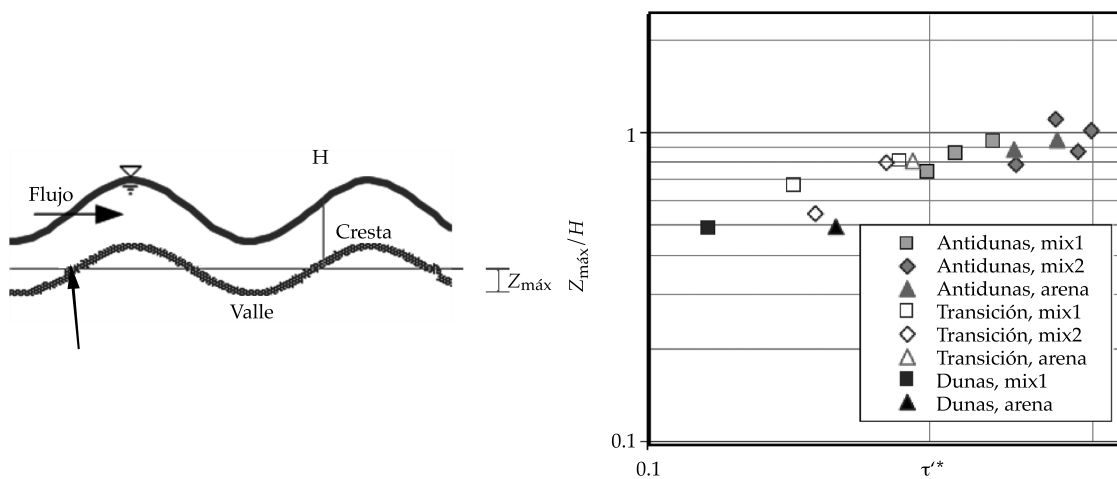 H
Flujo
Cresta
Zmáx
Valle
Zmáx/H
1
0.1
0.1
τ‘*
Antidunas, mix1
Antidunas, mix2
Antidunas, arena
Transición, mix1
Transición, mix2
Transición, arena
Dunas, mix1
Dunas, arena